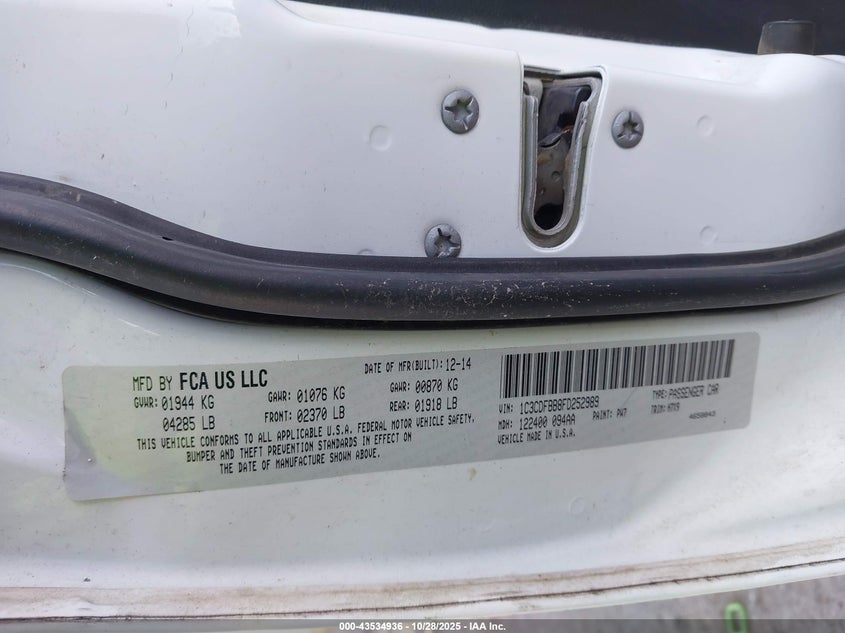 MFD BY FCA US LLC
DATE OF MFR(BUILT): 12-14
GVWR: 01944 KG
04285 LB
GAWR: 01076 KG
FRONT: 02370 LB
GAWR: 00870 KG
REAR: 01918 LB
THIS VEHICLE CONFORMS TO ALL APPLICABLE U.S.A. FEDERAL MOTOR VEHICLE SAFETY,
BUMPER AND THEFT PREVENTION STANDARDS IN EFFECT ON
THE DATE OF MANUFACTURE SHOWN ABOVE.
VIN: 1C3CDFBB8FD252989
TYPE: PASSENGER CAR
MDH: 122400 094AA
PAINT: PW7
TRIM: H7X9
VEHICLE MADE IN U.S.A.
4650043
000-43534936 - 10/28/2025 - IAA Inc.